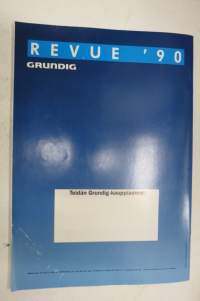 REVUE '90
GRUNDIG
Teidän Grundig-kauppiaanne: